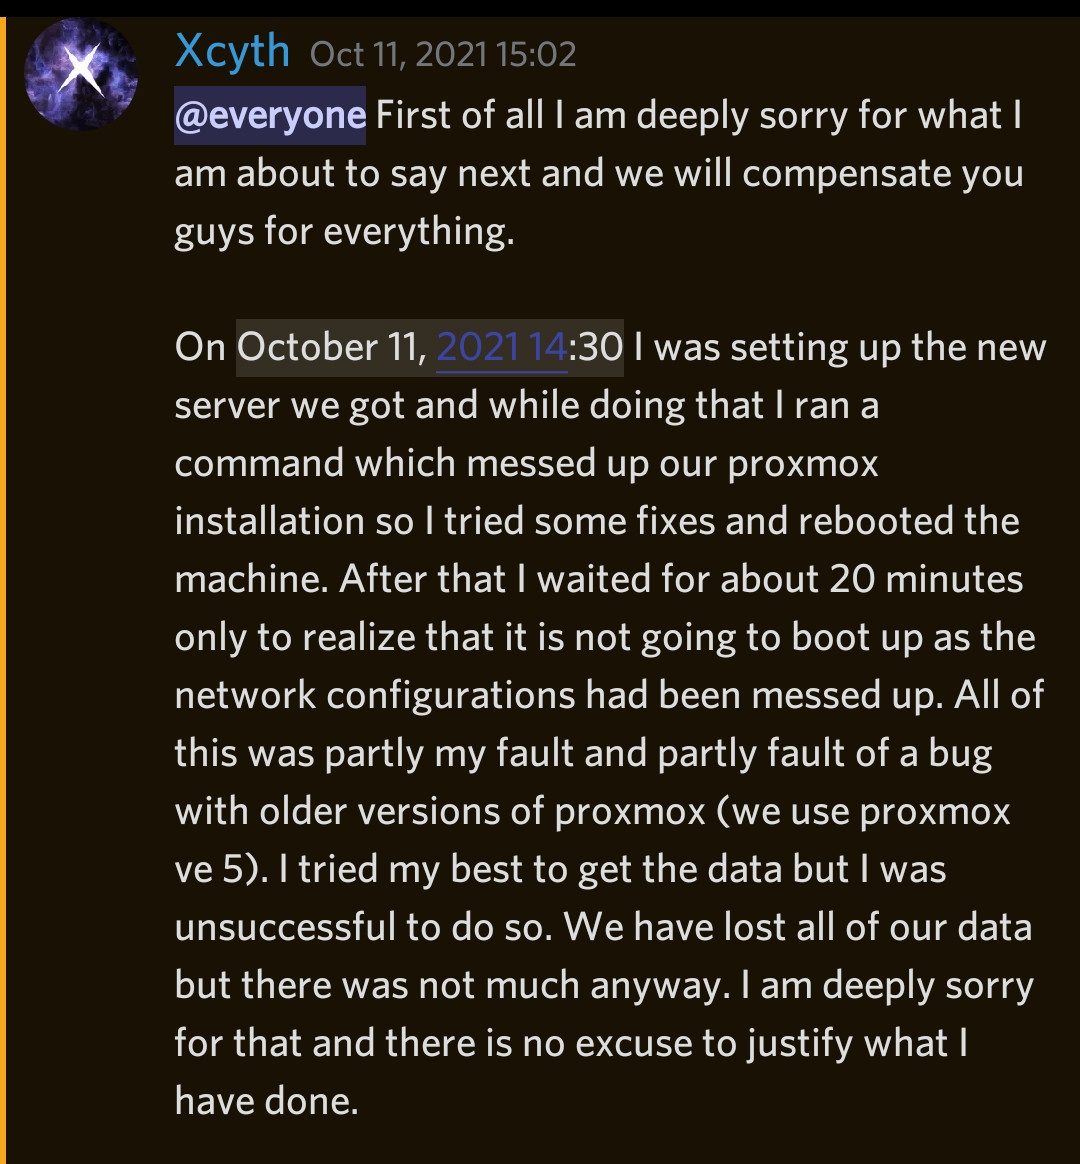 Xcyth Oct 11, 2021 15:02
@everyone First of all I am deeply sorry for what I
am about to say next and we will compensate you
guys for everything.
On October 11, 2021 14:30 I was setting up the new
server we got and while doing that I ran a
command which messed up our proxmox
installation so I tried some fixes and rebooted the
machine. After that I waited for about 20 minutes
only to realize that it is not going to boot up as the
network configurations had been messed up. All of
this was partly my fault and partly fault of a bug
with older versions of proxmox (we use proxmox
ve 5). I tried my best to get the data but I was
unsuccessful to do so. We have lost all of our data
but there was not much anyway. I am deeply sorry
for that and there is no excuse to justify what I
have done.